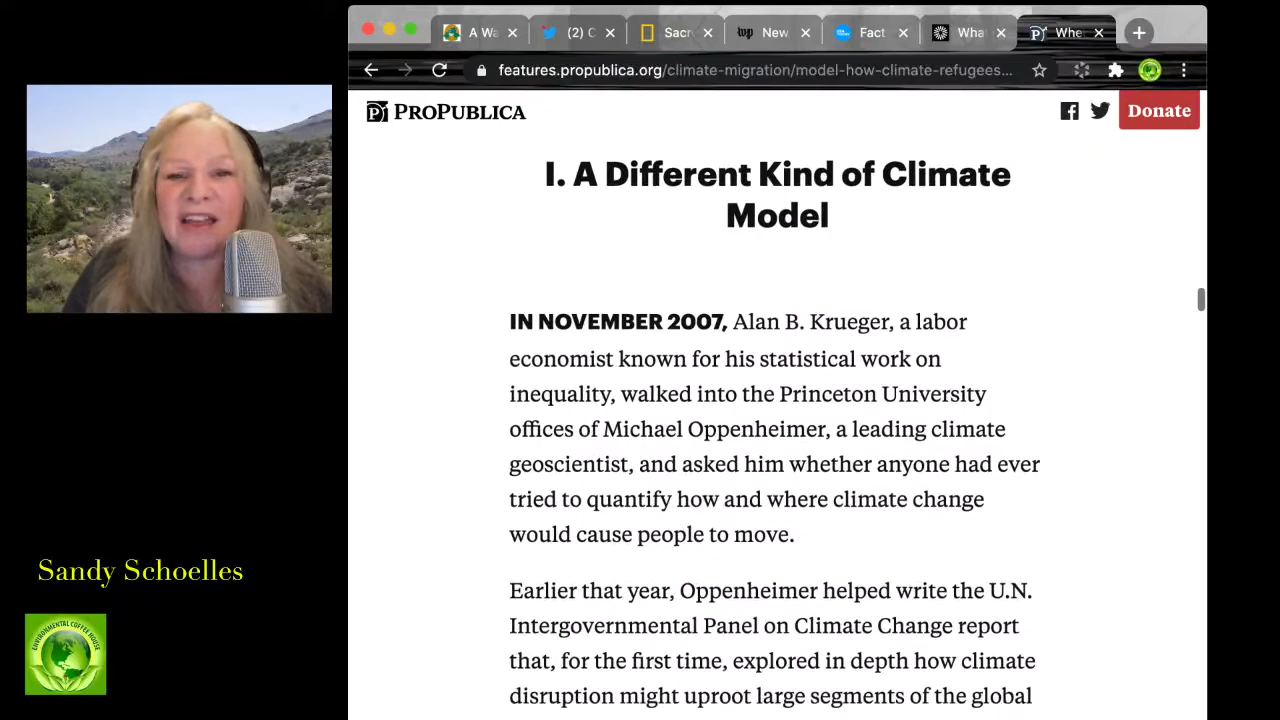 A Wa
(2) C
Sacr
wp
New
Fact
Wha
Whe
features.propublica.org/climate-migration/model-how-climate-refugees...
PROPUBLICA
Donate
I. A Different Kind of Climate
Model
IN NOVEMBER 2007, Alan B. Krueger, a labor
economist known for his statistical work on
inequality, walked into the Princeton University
offices of Michael Oppenheimer, a leading climate
geoscientist, and asked him whether anyone had ever
tried to quantify how and where climate change
would cause people to move.
Earlier that year, Oppenheimer helped write the U.N.
Intergovernmental Panel on Climate Change report
that, for the first time, explored in depth how climate
disruption might uproot large segments of the global
Sandy Schoelles
ENVIRONMENTAL COFFEE HOUSE